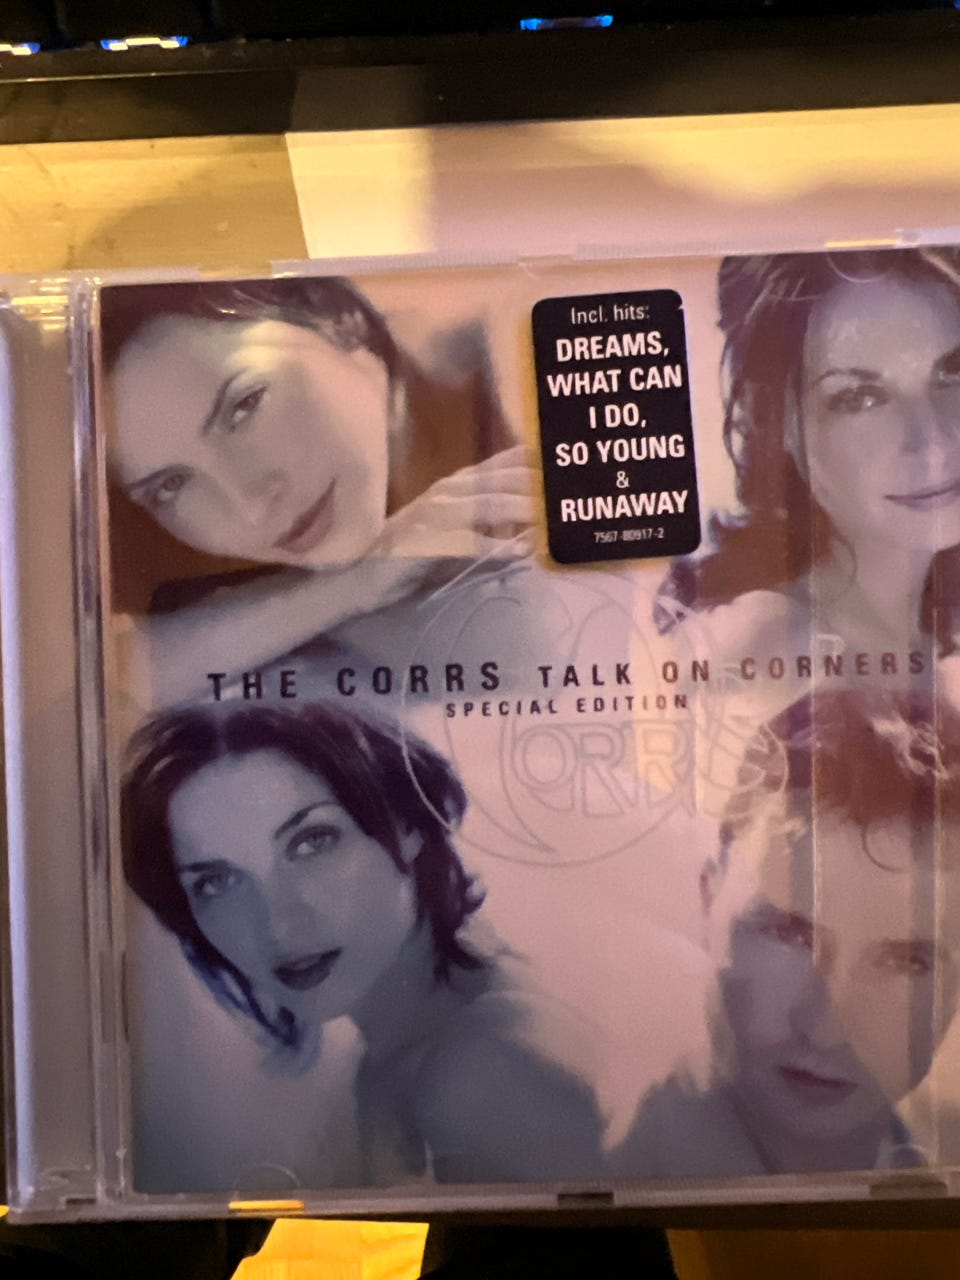 Incl. hits:
DREAMS,
WHAT CAN
I DO,
SO YOUNG
&
RUNAWAY
7567-80917-2
THE CORRS TALK ON CORNERS
SPECIAL EDITION
CORRS